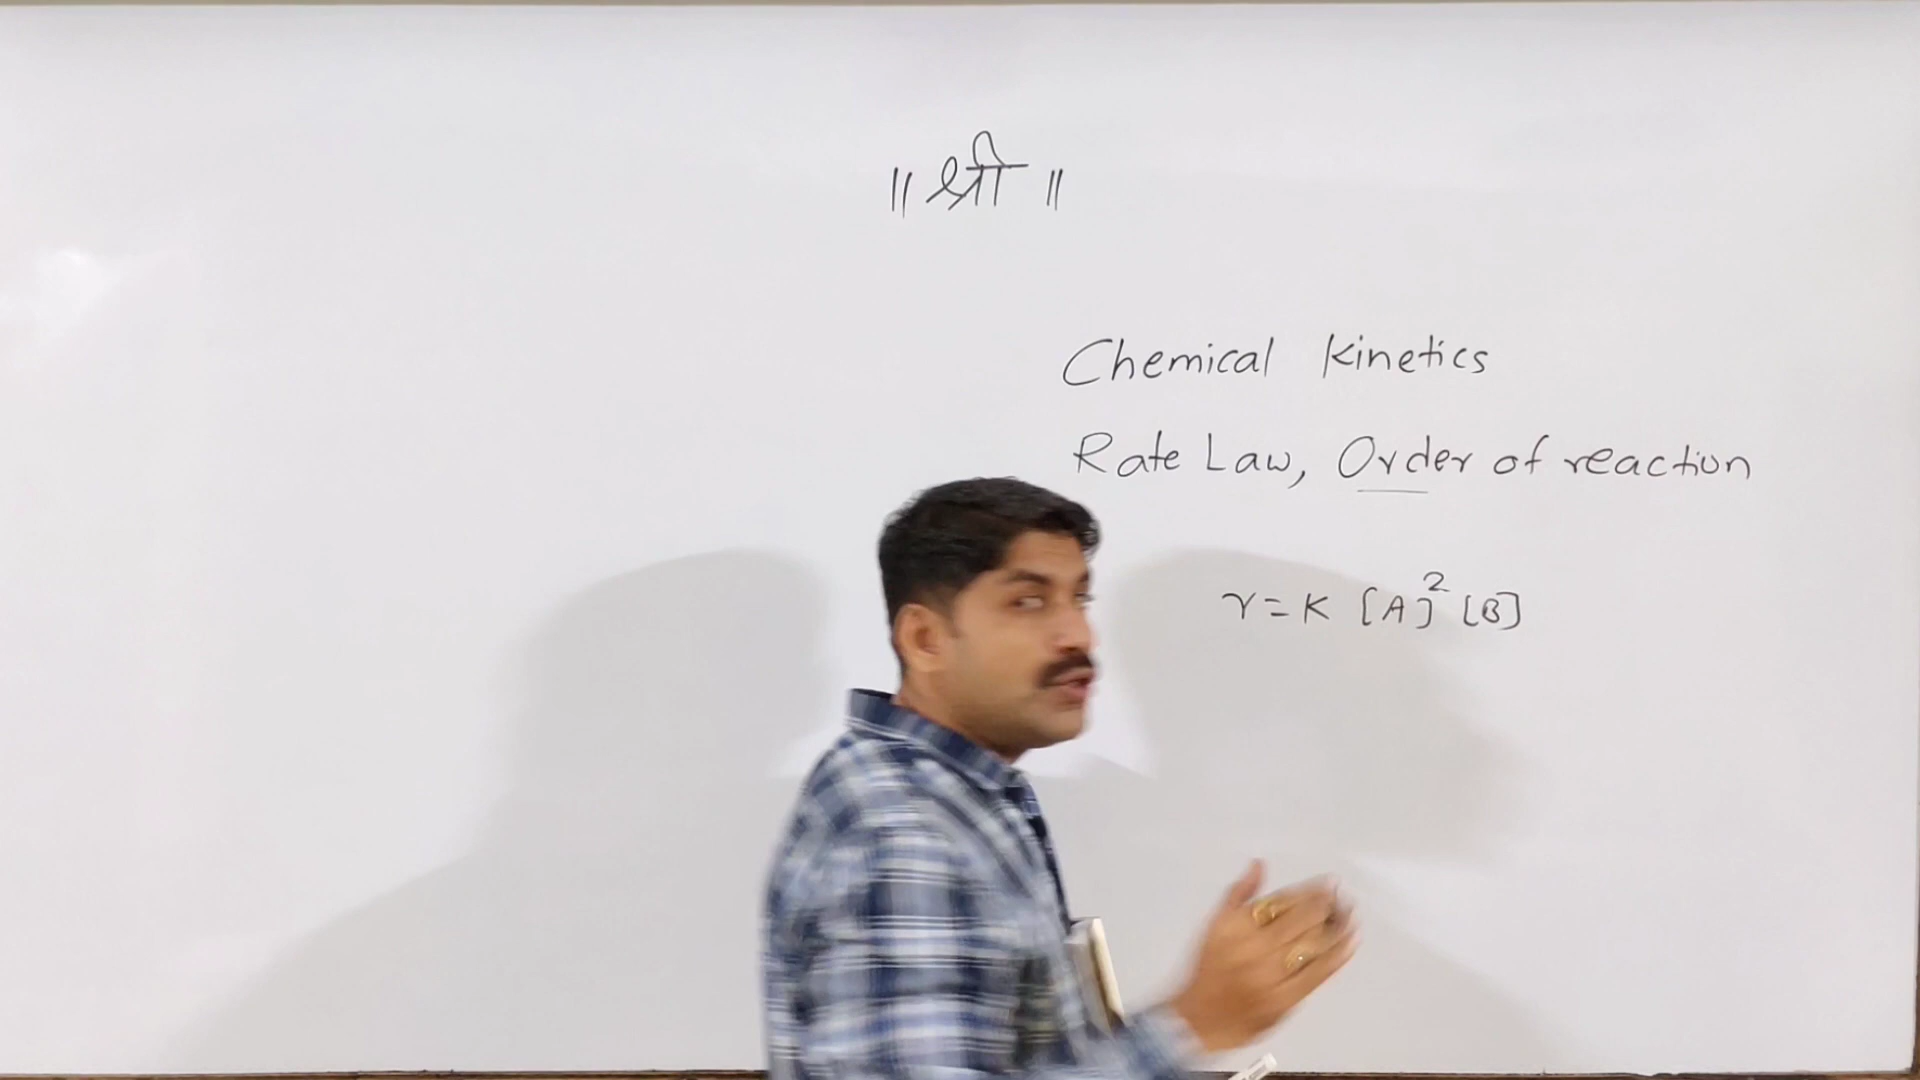 ॥ श्री ॥
Chemical Kinetics
Rate Law, Order of reaction
r = K [A]² [B]